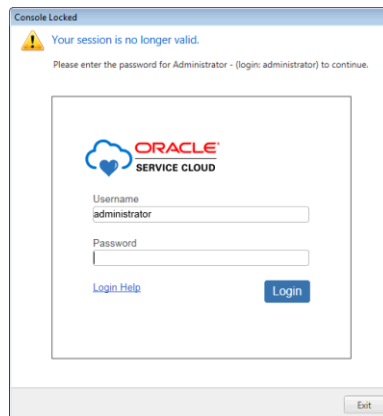 Console Locked
Your session is no longer valid.
Please enter the password for Administrator - (login: administrator) to continue.
ORACLE®
SERVICE CLOUD
Username
administrator
Password
Login Help
Login
Exit